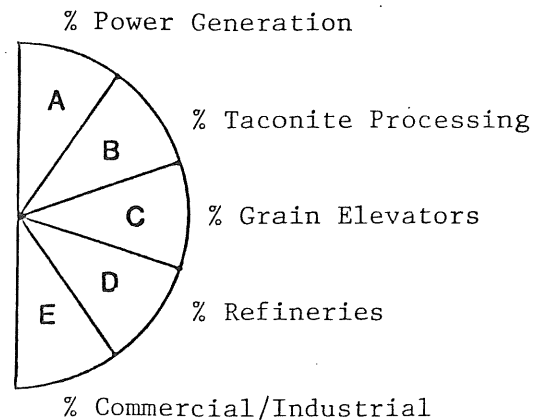 % Power Generation
A
% Taconite Processing
B
% Grain Elevators
C
D
% Refineries
E
% Commercial/Industrial